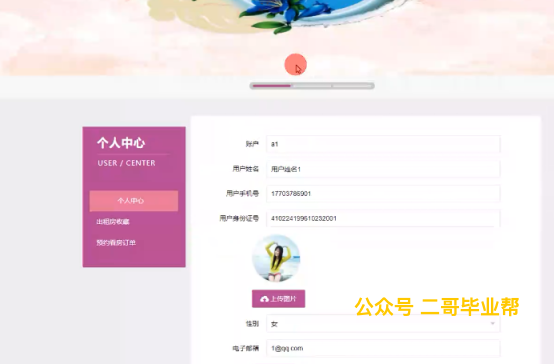 个人中心
USER / CENTER
个人中心
出租房收藏
预约看房订单
账户 a1
用户姓名 用户姓名1
用户手机号 17703786901
用户身份证号 410224199610232001
上传图片
公众号 二哥毕业帮
性别 女
电子邮箱 1@qq.com